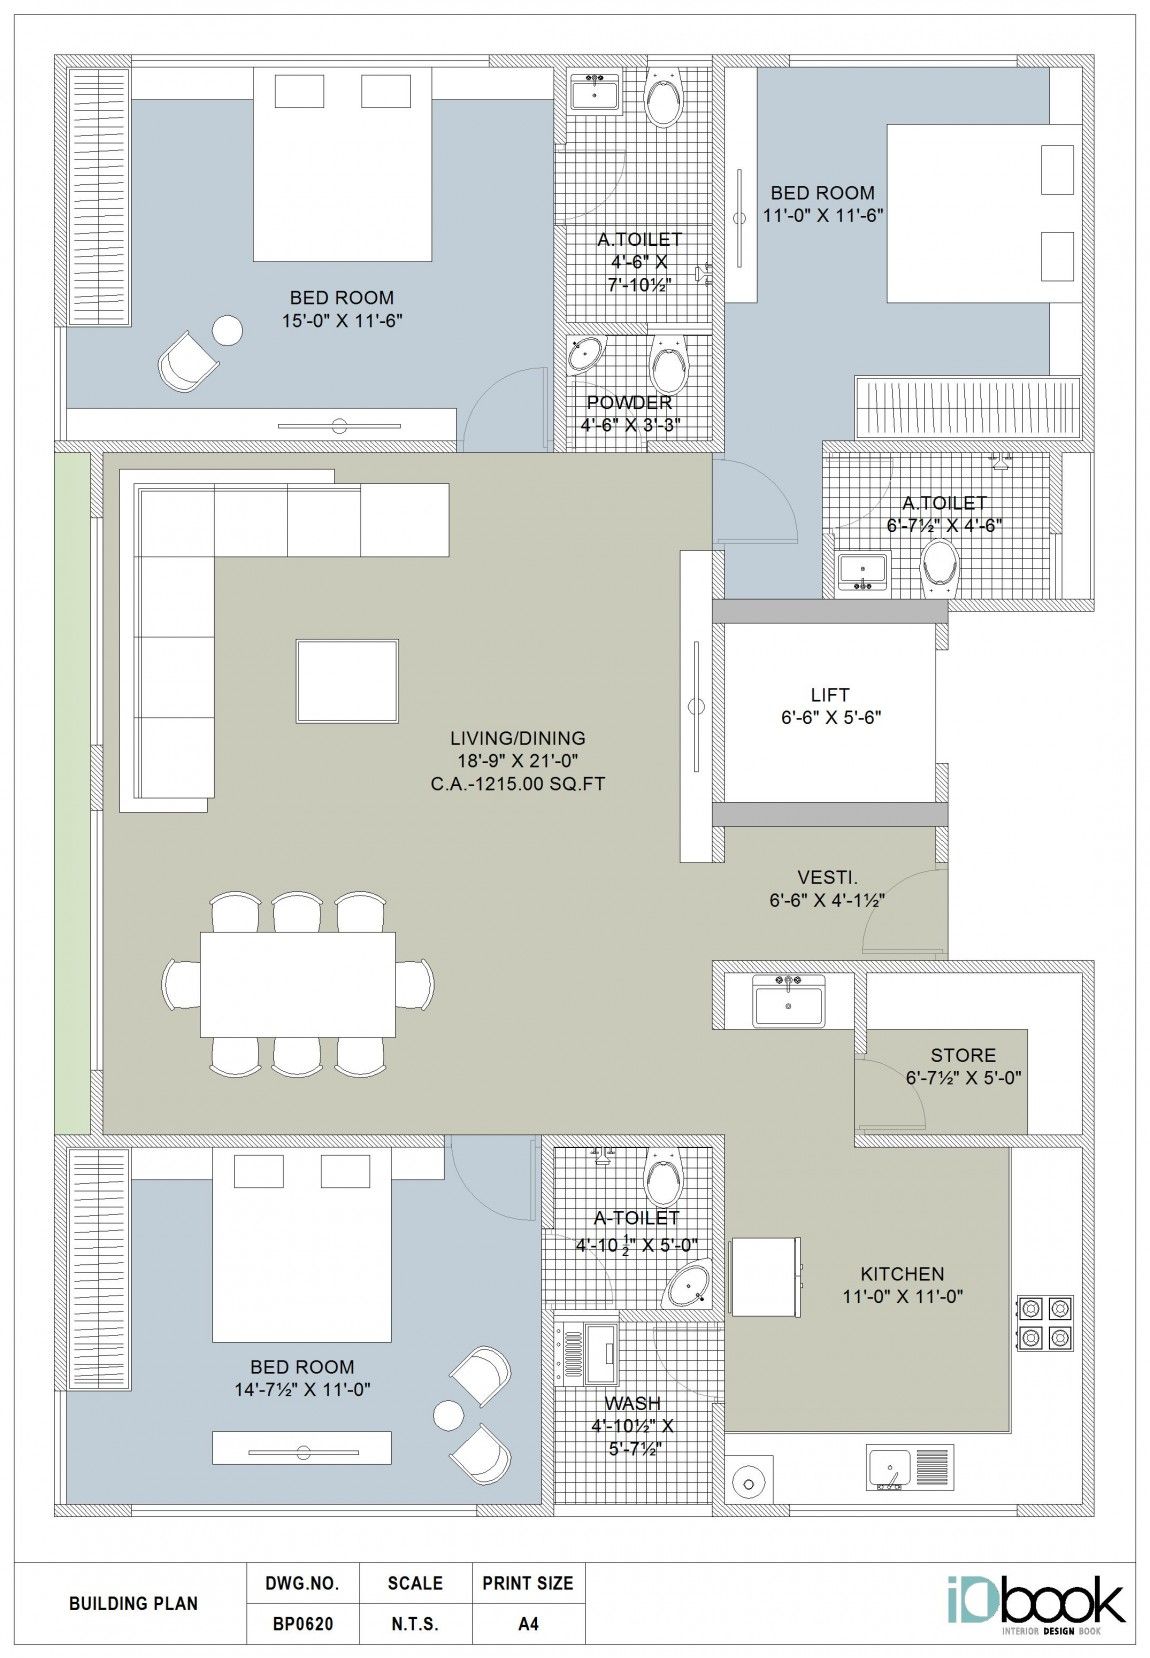 BED ROOM
15'-0" X 11'-6"
A.TOILET
4'-6" X
7'-10½"
BED ROOM
11'-0" X 11'-6"
POWDER
4'-6" X 3'-3"
A.TOILET
6'-7½" X 4'-6"
LIFT
6'-6" X 5'-6"
LIVING/DINING
18'-9" X 21'-0"
C.A.-1215.00 SQ.FT
VESTI.
6'-6" X 4'-1½"
STORE
6'-7½" X 5'-0"
A-TOILET
4'-10 ½" X 5'-0"
KITCHEN
11'-0" X 11'-0"
BED ROOM
14'-7½" X 11'-0"
WASH
4'-10½" X
5'-7½"
BUILDING PLAN
DWG.NO.
BP0620
SCALE
N.T.S.
PRINT SIZE
A4
iDbook
INTERIOR DESIGN BOOK